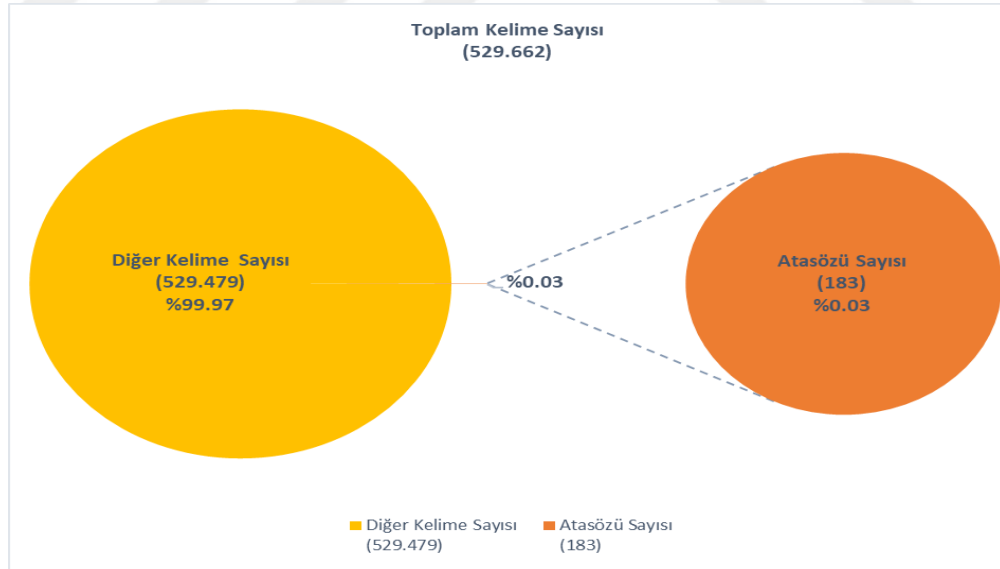 Toplam Kelime Sayısı
(529.662)
Diğer Kelime Sayısı
(529.479)
%99.97
%0.03
Atasözü Sayısı
(183)
%0.03
Diğer Kelime Sayısı
(529.479)
Atasözü Sayısı
(183)